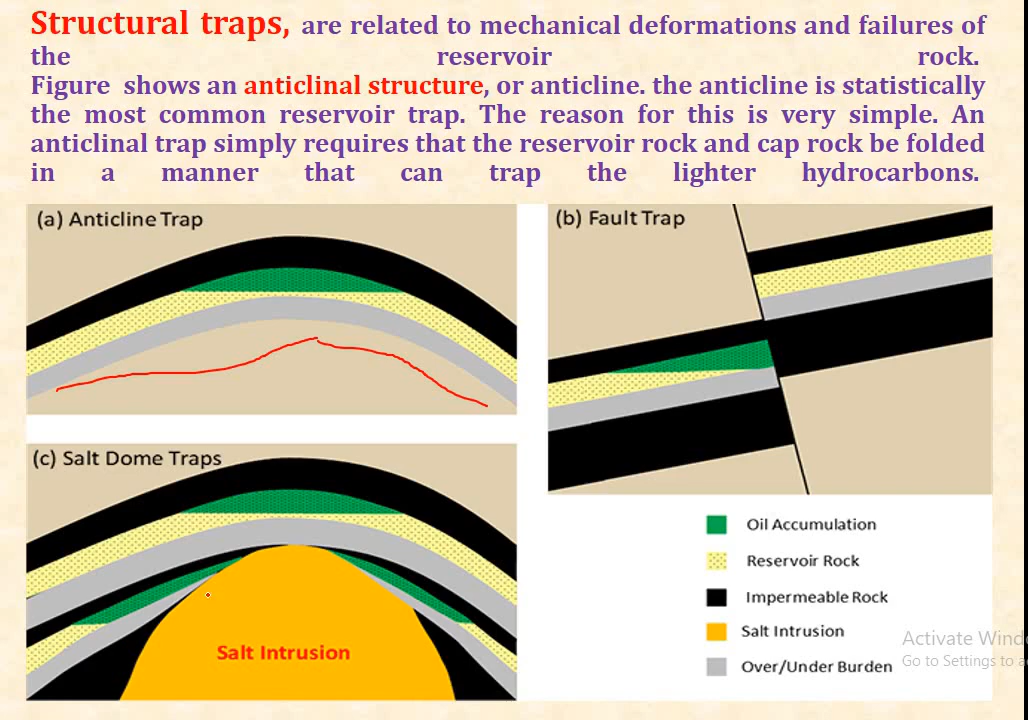 Structural traps, are related to mechanical deformations and failures of
the reservoir rock.
Figure shows an anticlinal structure, or anticline. the anticline is statistically
the most common reservoir trap. The reason for this is very simple. An
anticlinal trap simply requires that the reservoir rock and cap rock be folded
in a manner that can trap the lighter hydrocarbons.
(a) Anticline Trap
(b) Fault Trap
(c) Salt Dome Traps
Salt Intrusion
Oil Accumulation
Reservoir Rock
Impermeable Rock
Salt Intrusion
Over/Under Burden
Activate
Go to Settings to